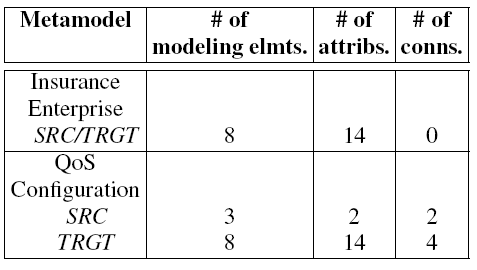 Metamodel # of # of # of
modeling elmts. attribs. conns.
Insurance
Enterprise
SRC/TRGT 8 14 0
QoS
Configuration
SRC 3 2 2
TRGT 8 14 4